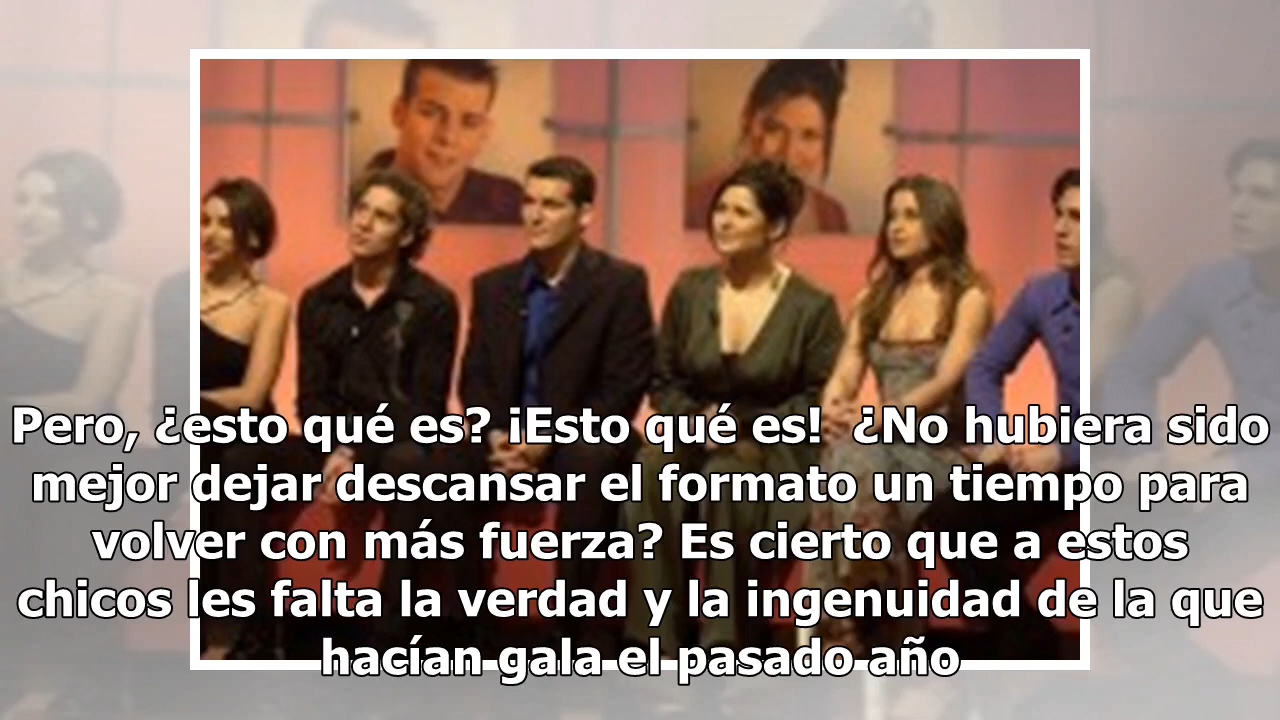 Pero, ¿esto qué es? ¡Esto qué es!  ¿No hubiera sido
mejor dejar descansar el formato un tiempo para
volver con más fuerza? Es cierto que a estos
chicos les falta la verdad y la ingenuidad de la que
hacían gala el pasado año